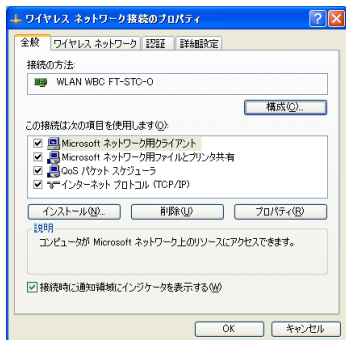 ワイヤレス ネットワーク接続のプロパティ
全般 ワイヤレス ネットワーク 認証 詳細設定
接続の方法:
WLAN WBC FT-STC-O
構成(C)...
この接続は次の項目を使用します(O):
Microsoft ネットワーク用クライアント
Microsoft ネットワーク用ファイルとプリンタ共有
QoS パケット スケジューラ
インターネット プロトコル (TCP/IP)
インストール(N)... 削除(U) プロパティ(R)
説明
コンピュータが Microsoft ネットワーク上のリソースにアクセスできます。
接続時に通知領域にインジケータを表示する(W)
OK キャンセル